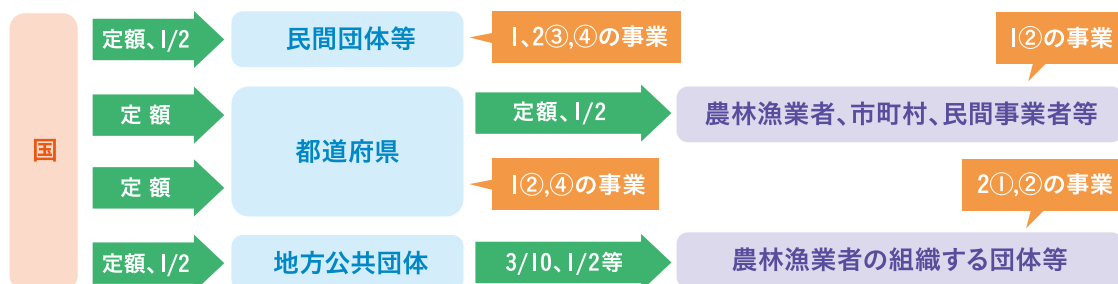 国
定額、1/2
民間団体等
1、2③,④の事業
1②の事業
定 額
都道府県
定額、1/2
農林漁業者、市町村、民間事業者等
定 額
1②,④の事業
2①,②の事業
定額、1/2
地方公共団体
3/10、1/2等
農林漁業者の組織する団体等